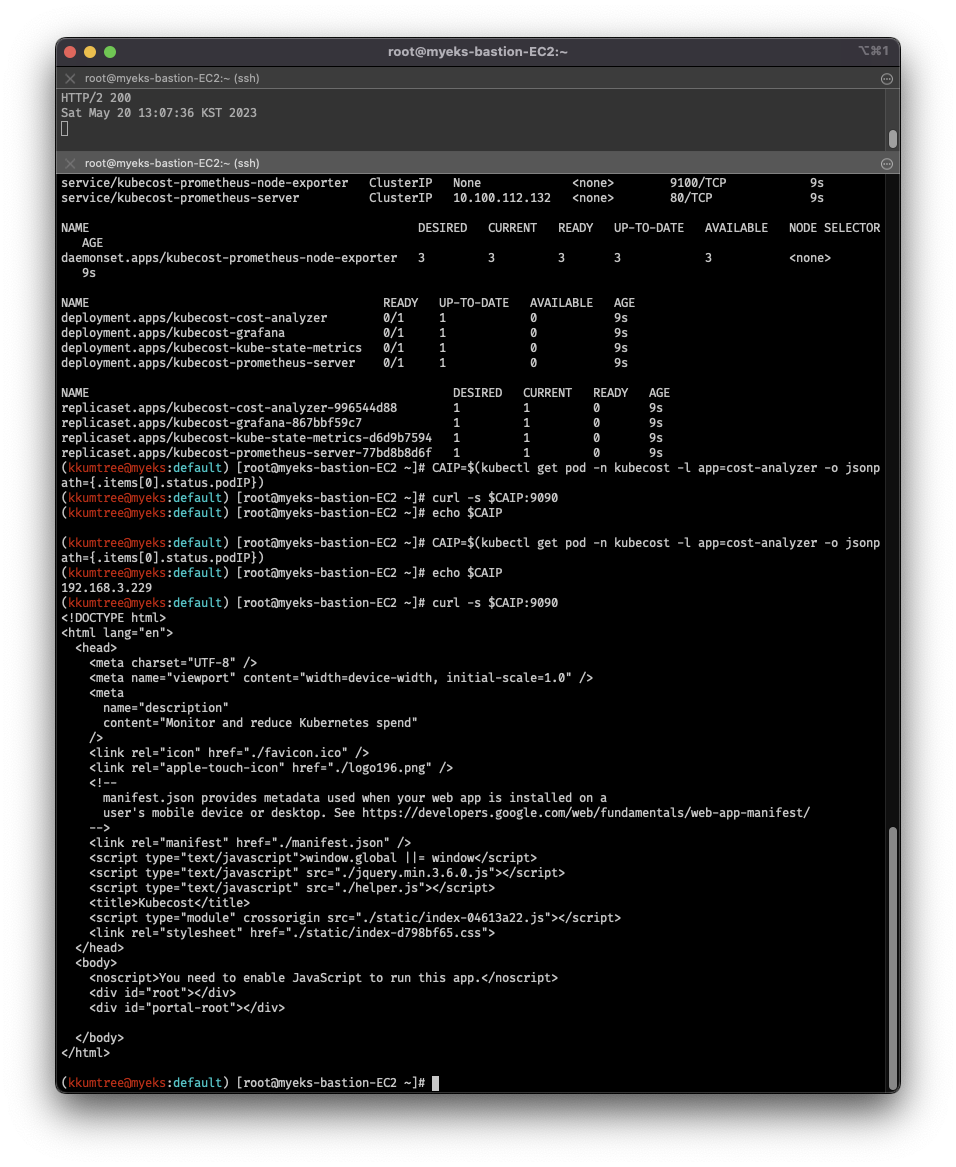 root@myeks-bastion-EC2:~
⌥⌘1
root@myeks-bastion-EC2:~ (ssh)
HTTP/2 200
Sat May 20 13:07:36 KST 2023
root@myeks-bastion-EC2:~ (ssh)
service/kubecost-prometheus-node-exporter   ClusterIP   None             <none>        9100/TCP            9s
service/kubecost-prometheus-server          ClusterIP   10.100.112.132   <none>        80/TCP              9s
NAME                                               DESIRED   CURRENT   READY   UP-TO-DATE   AVAILABLE   NODE SELECTOR
   AGE
daemonset.apps/kubecost-prometheus-node-exporter   3         3         3       3            3           <none>
   9s
NAME                                          READY   UP-TO-DATE   AVAILABLE   AGE
deployment.apps/kubecost-cost-analyzer        0/1     1            0           9s
deployment.apps/kubecost-grafana              0/1     1            0           9s
deployment.apps/kubecost-kube-state-metrics   0/1     1            0           9s
deployment.apps/kubecost-prometheus-server    0/1     1            0           9s
NAME                                                    DESIRED   CURRENT   READY   AGE
replicaset.apps/kubecost-cost-analyzer-996544d88        1         1         0       9s
replicaset.apps/kubecost-grafana-867bbf59c7             1         1         0       9s
replicaset.apps/kubecost-kube-state-metrics-d6d9b7594   1         1         0       9s
replicaset.apps/kubecost-prometheus-server-77bd8b8d6f   1         1         0       9s
(kkumtree@myeks:default) [root@myeks-bastion-EC2 ~]# CAIP=$(kubectl get pod -n kubecost -l app=cost-analyzer -o jsonp
ath={.items[0].status.podIP})
(kkumtree@myeks:default) [root@myeks-bastion-EC2 ~]# curl -s $CAIP:9090
(kkumtree@myeks:default) [root@myeks-bastion-EC2 ~]# echo $CAIP
(kkumtree@myeks:default) [root@myeks-bastion-EC2 ~]# CAIP=$(kubectl get pod -n kubecost -l app=cost-analyzer -o jsonp
ath={.items[0].status.podIP})
(kkumtree@myeks:default) [root@myeks-bastion-EC2 ~]# echo $CAIP
192.168.3.229
(kkumtree@myeks:default) [root@myeks-bastion-EC2 ~]# curl -s $CAIP:9090
<!DOCTYPE html>
<html lang="en">
  <head>
    <meta charset="UTF-8" />
    <meta name="viewport" content="width=device-width, initial-scale=1.0" />
    <meta
      name="description"
      content="Monitor and reduce Kubernetes spend"
    />
    <link rel="icon" href="./favicon.ico" />
    <link rel="apple-touch-icon" href="./logo196.png" />
    <!--
      manifest.json provides metadata used when your web app is installed on a
      user's mobile device or desktop. See https://developers.google.com/web/fundamentals/web-app-manifest/
    -->
    <link rel="manifest" href="./manifest.json" />
    <script type="text/javascript">window.global ||= window</script>
    <script type="text/javascript" src="./jquery.min.3.6.0.js"></script>
    <script type="text/javascript" src="./helper.js"></script>
    <title>Kubecost</title>
    <script type="module" crossorigin src="./static/index-04613a22.js"></script>
    <link rel="stylesheet" href="./static/index-d798bf65.css">
  </head>
  <body>
    <noscript>You need to enable JavaScript to run this app.</noscript>
    <div id="root"></div>
    <div id="portal-root"></div>
  </body>
</html>
(kkumtree@myeks:default) [root@myeks-bastion-EC2 ~]#